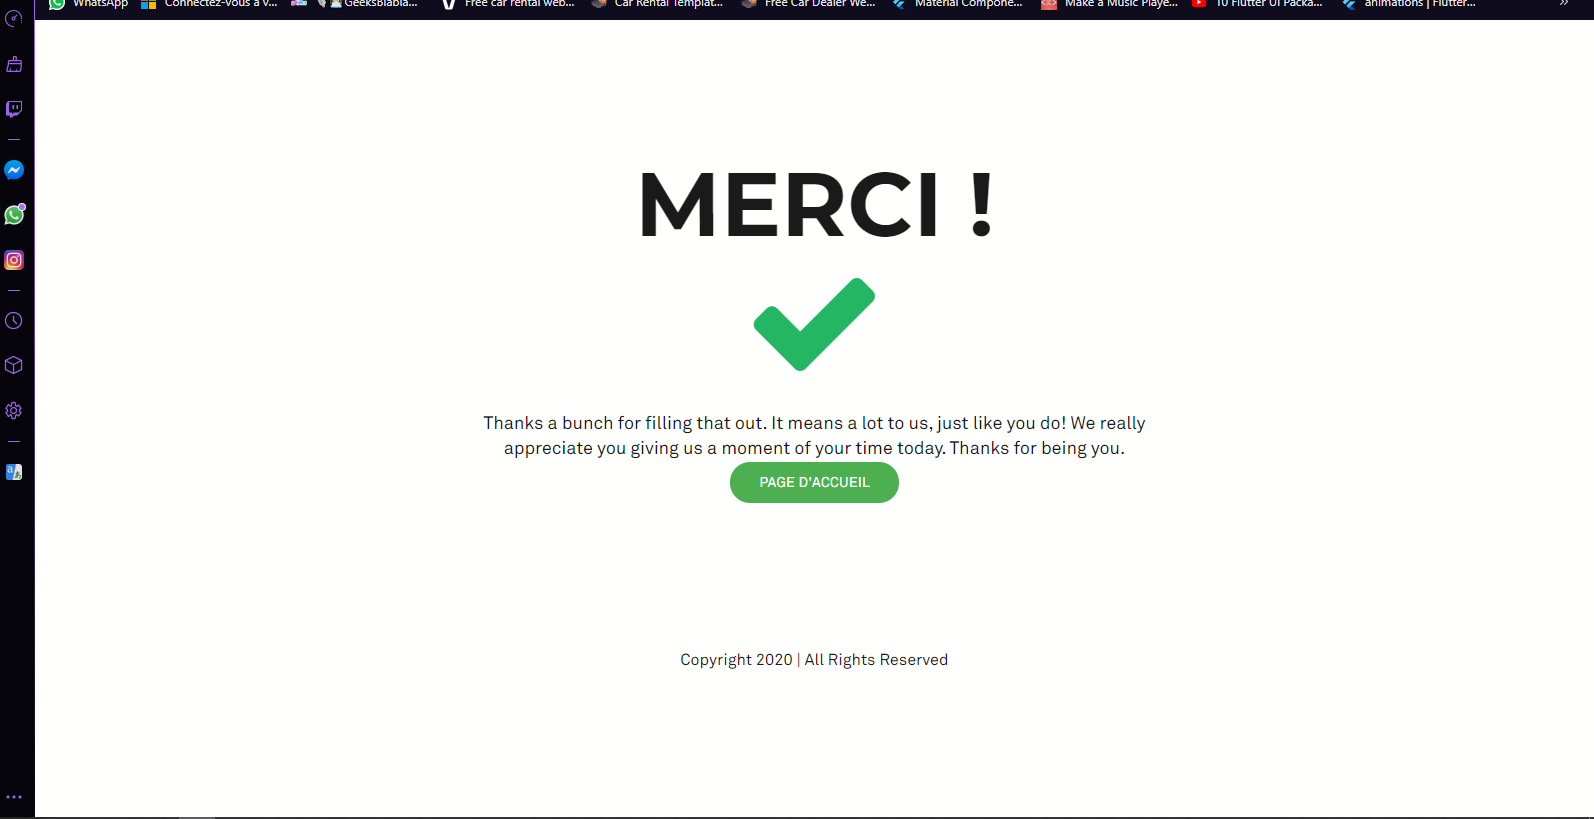 WhatsApp
Connectez-vous à v...
GeeksBlabla...
Free car rental web...
Car Rental Templat...
Free Car Dealer We...
Material Compone...
Make a Music Playe...
10 Flutter UI Packa...
animations | Flutter...
MERCI !
Thanks a bunch for filling that out. It means a lot to us, just like you do! We really
appreciate you giving us a moment of your time today. Thanks for being you.
PAGE D'ACCUEIL
Copyright 2020 | All Rights Reserved